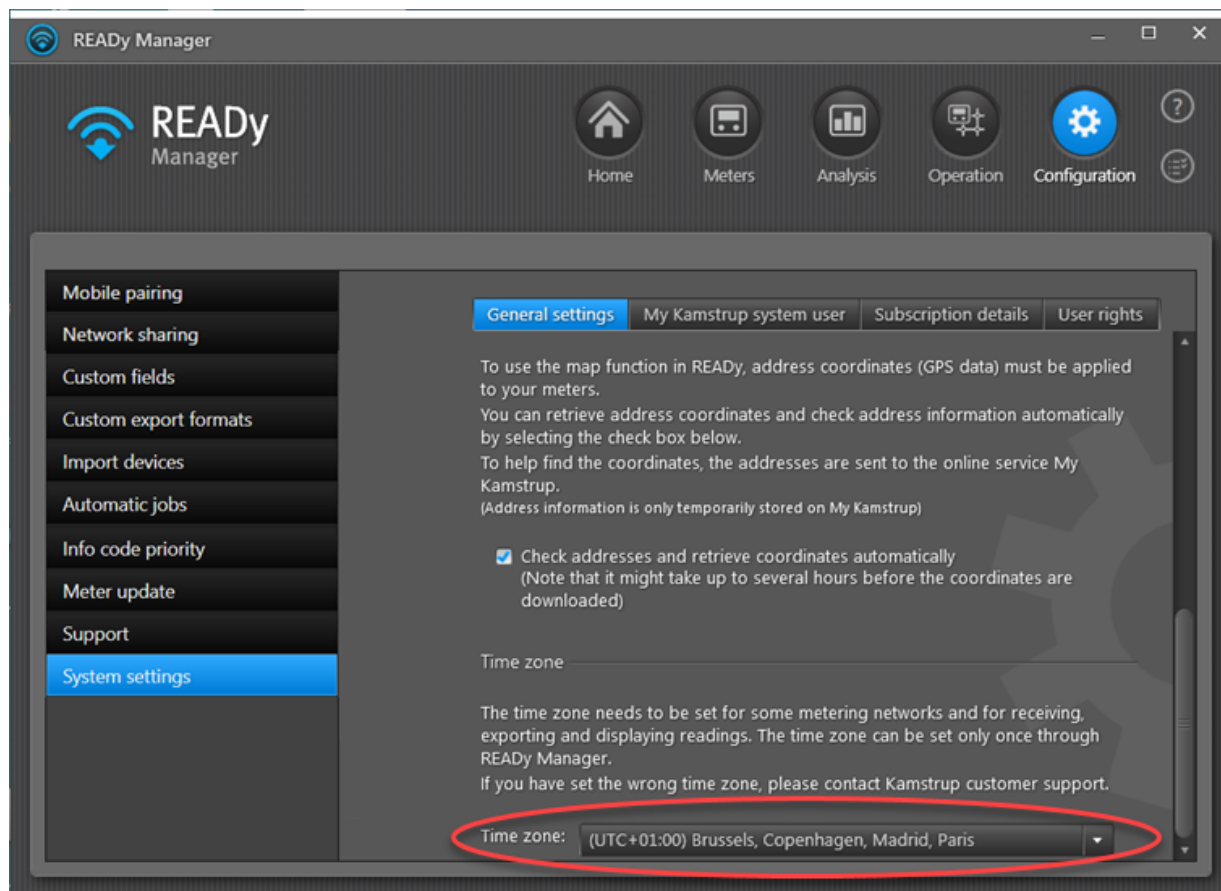 READy Manager
READy
Manager
?
Home
Meters
Analysis
Operation
Configuration
Mobile pairing
Network sharing
Custom fields
Custom export formats
Import devices
Automatic jobs
Info code priority
Meter update
Support
System settings
General settings
My Kamstrup system user
Subscription details
User rights
To use the map function in READy, address coordinates (GPS data) must be applied
to your meters.
You can retrieve address coordinates and check address information automatically
by selecting the check box below.
To help find the coordinates, the addresses are sent to the online service My
Kamstrup.
(Address information is only temporarily stored on My Kamstrup)
Check addresses and retrieve coordinates automatically
(Note that it might take up to several hours before the coordinates are
downloaded)
Time zone
The time zone needs to be set for some metering networks and for receiving,
exporting and displaying readings. The time zone can be set only once through
READy Manager.
If you have set the wrong time zone, please contact Kamstrup customer support.
Time zone: (UTC+01:00) Brussels, Copenhagen, Madrid, Paris